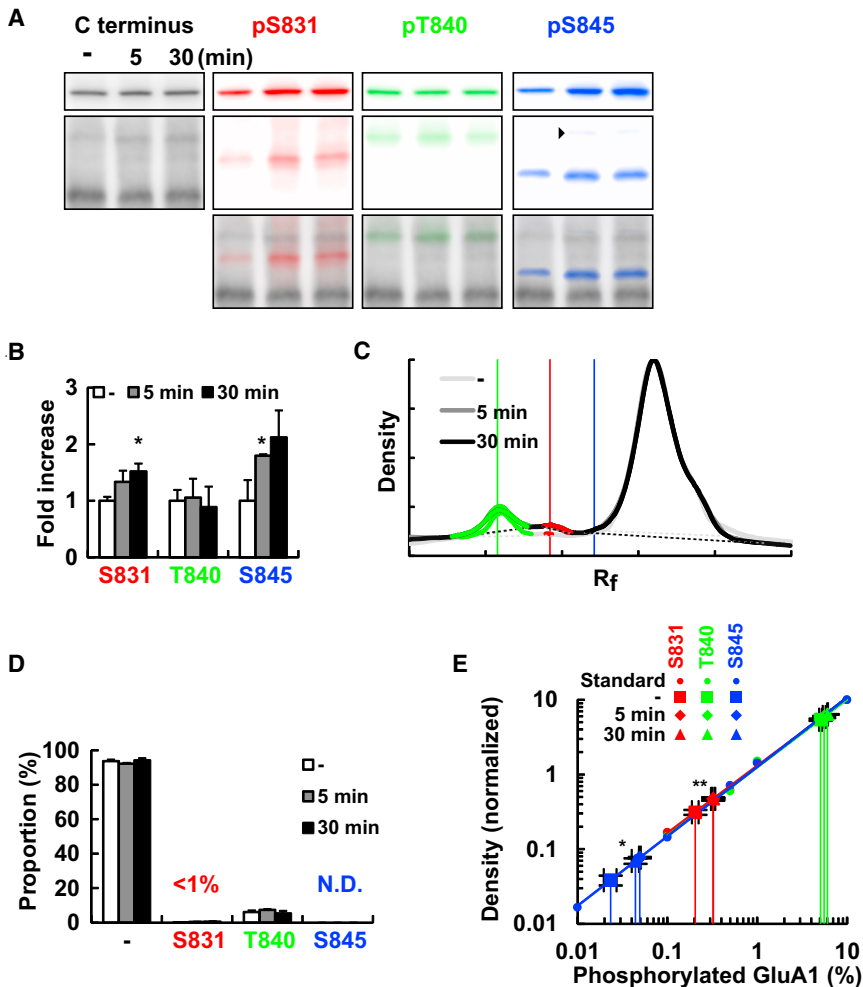 A
C terminus
pS831
pT840
pS845
- 5 30 (min)
B
Fold increase
3
2
1
0
- 5 min 30 min
*
*
S831 T840 S845
C
Density
-
5 min
30 min
Rf
D
Proportion (%)
100
80
60
40
20
0
-
5 min
30 min
<1%
N.D.
- S831 T840 S845
E
S831 T840 S845
Standard
-
5 min
30 min
Density (normalized)
10
1
0.1
0.01
**
*
0.01 0.1 1 10
Phosphorylated GluA1 (%)